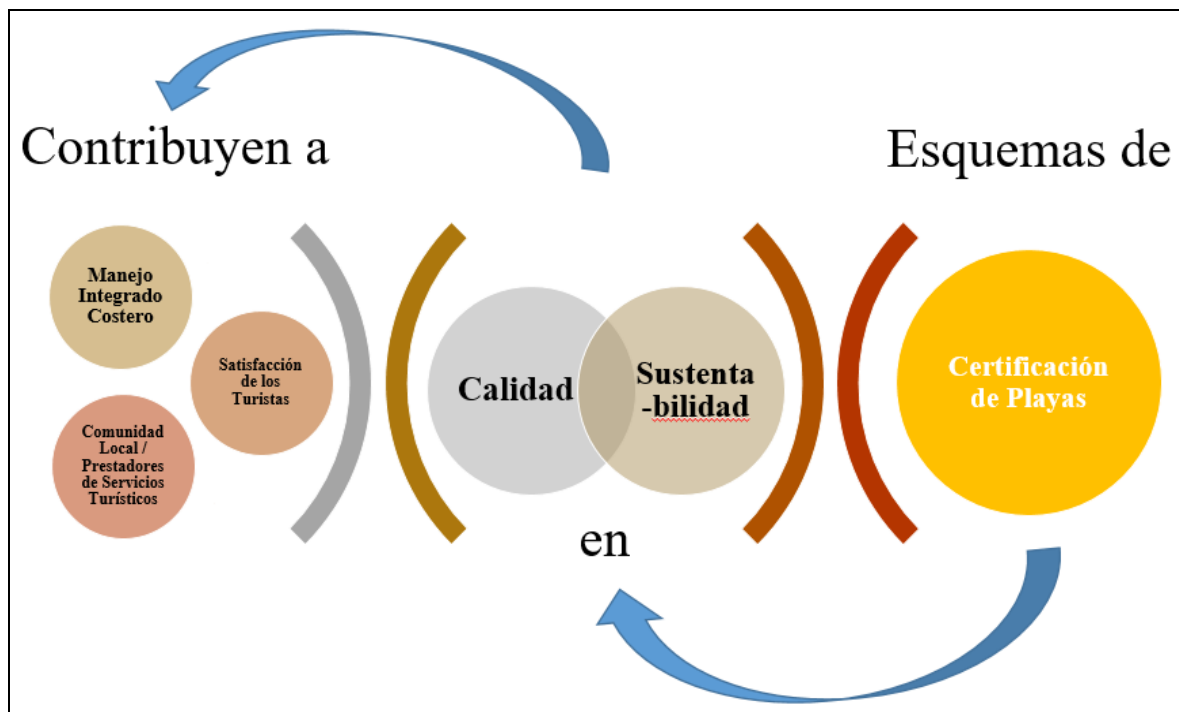 Contribuyen a
Esquemas de
Manejo
Integrado
Costero
Satisfacción
de los
Turistas
Comunidad
Local /
Prestadores
de Servicios
Turísticos
Calidad
Sustenta
-bilidad
Certificación
de Playas
en